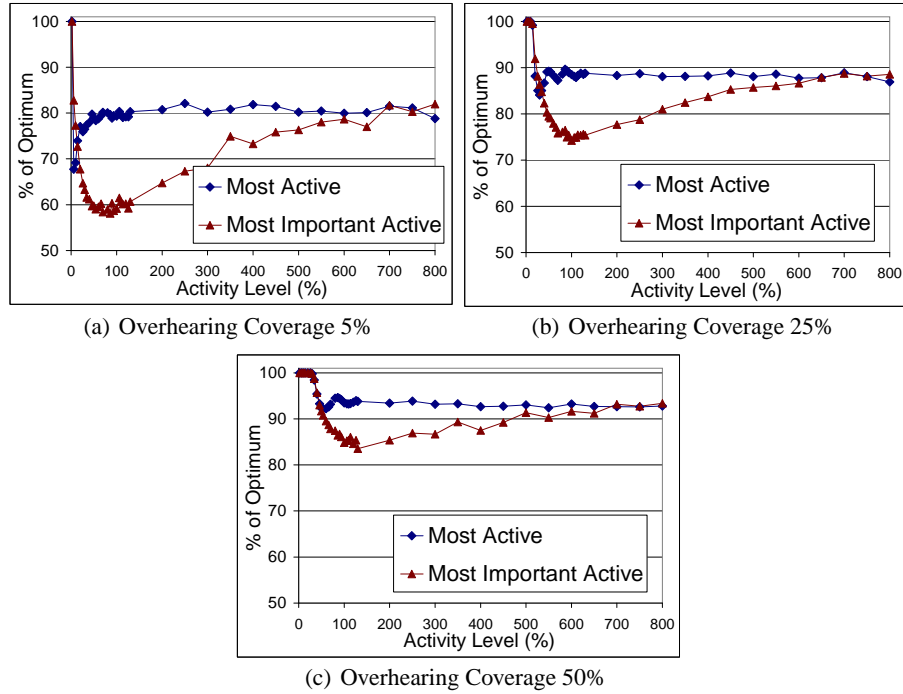 100
90
80
70
60
50
% of Optimum
Most Active
Most Important Active
0 100 200 300 400 500 600 700 800
Activity Level (%)
(a) Overhearing Coverage 5%
100
90
80
70
60
50
% of Optimum
Most Active
Most Important Active
0 100 200 300 400 500 600 700 800
Activity Level (%)
(b) Overhearing Coverage 25%
100
90
80
70
60
50
% of Optimum
Most Active
Most Important Active
0 100 200 300 400 500 600 700 800
Activity Level (%)
(c) Overhearing Coverage 50%